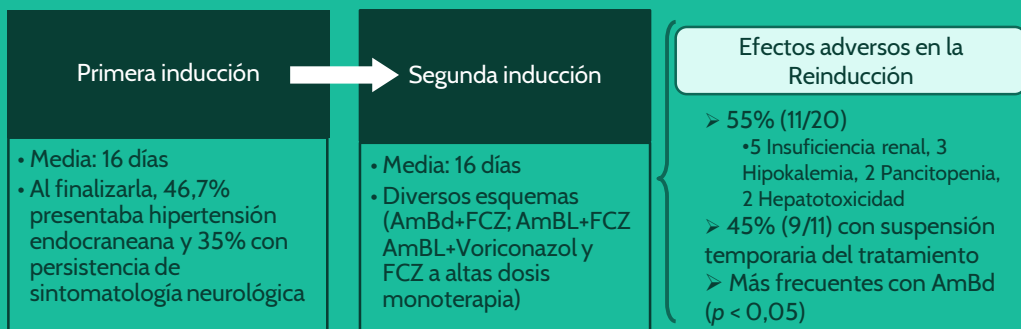 Primera inducción
• Media: 16 días
• Al finalizarla, 46,7%
presentaba hipertensión
endocraneana y 35% con
persistencia de
sintomatología neurológica
Segunda inducción
• Media: 16 días
• Diversos esquemas
(AmBd+FCZ; AmBL+FCZ
AmBL+Voriconazol y
FCZ a altas dosis
monoterapia)
Efectos adversos en la
Reinducción
➢ 55% (11/20)
•5 Insuficiencia renal, 3
Hipokalemia, 2 Pancitopenia,
2 Hepatotoxicidad
➢ 45% (9/11) con suspensión
temporaria del tratamiento
➢ Más frecuentes con AmBd
(p < 0,05)